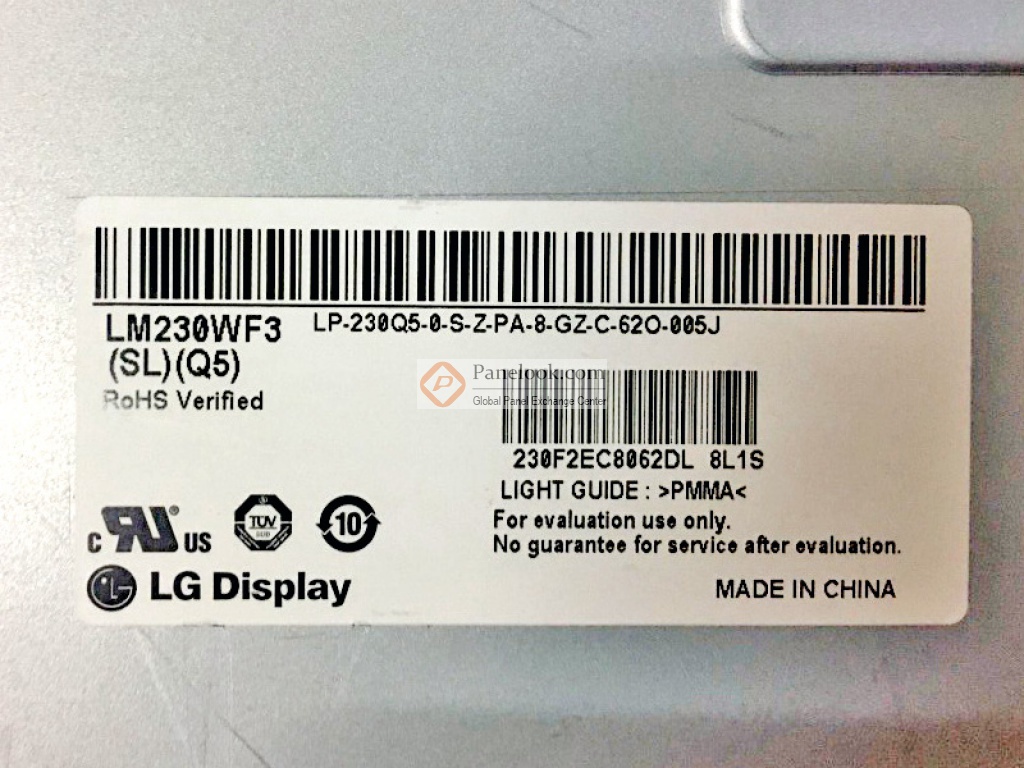 LM230WF3
LP-230Q5-0-S-Z-PA-8-GZ-C-62O-005J
(SL)(Q5)
RoHS Verified
Panelook.com
Global Panel Exchange Center
230F2EC8062DL 8L1S
LIGHT GUIDE : >PMMA<
For evaluation use only.
No guarantee for service after evaluation.
c RU® US
TÜV
10
LG Display
MADE IN CHINA